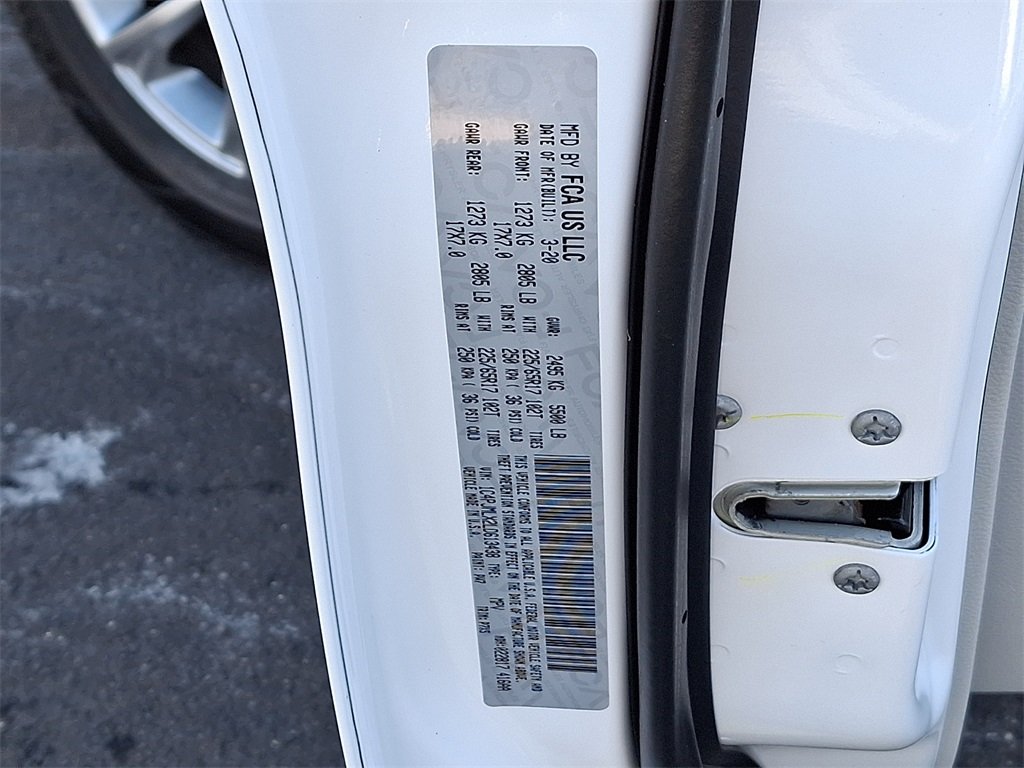 MFD BY FCA US LLC
DATE OF MFR(BUILT): 3-20 GVWR: 2495 KG 5500 LB
GAWR FRONT: 1273 KG 2805 LB WITH 225/65R17 102T TIRES
17X7.0 RIMS AT 250 KPA ( 36 PSI) COLD
GAWR REAR: 1273 KG 2805 LB WITH 225/65R17 102T TIRES
17X7.0 RIMS AT 250 KPA ( 36 PSI) COLD
THIS VEHICLE CONFORMS TO ALL APPLICABLE U.S.A. FEDERAL MOTOR VEHICLE SAFETY AND
THEFT PREVENTION STANDARDS IN EFFECT ON THE DATE OF MANUFACTURE SHOWN ABOVE.
TYPE: MPV
VEHICLE MADE IN U.S.A. PAINT: PW7